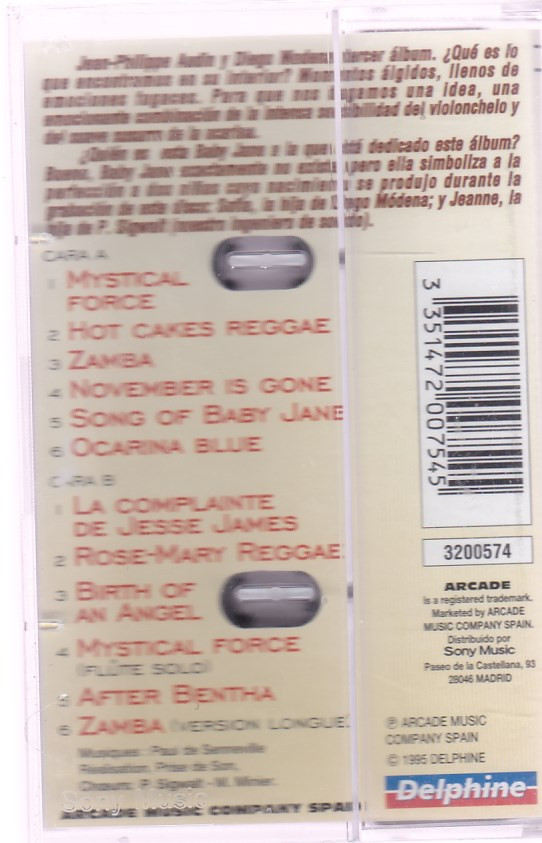 Jean-Philippe Audin y Diego Modena tercer álbum. ¿Qué es lo
que encontramos en su interior? Momentos álgidos, llenos de
emociones fugaces. Para que nos hagamos una idea, una
emocionante combinación de la intensa sensibilidad del violonchelo y
del suave susurro de la ocarina.
¿Quién es esta Baby Jane a la que está dedicado este álbum?
Bueno, Baby Jane exactamente no existe, pero ella simboliza a la
perfección a dos niñas cuyo nacimiento se produjo durante la
grabación de este disco: Sofía, la hija de Diego Módena; y Jeanne, la
hija de P. Sigwalt (nuestro ingeniero de sonido).
CARA A
1 MYSTICAL
FORCE
2 HOT CAKES REGGAE
3 ZAMBA
4 NOVEMBER IS GONE
5 SONG OF BABY JANE
6 OCARINA BLUE
CARA B
1 LA COMPLAINTE
DE JESSE JAMES
2 ROSE-MARY REGGAE
3 BIRTH OF
AN ANGEL
4 MYSTICAL FORCE
(FLÛTE SOLO)
5 AFTER BENTHA
6 ZAMBA (VERSION LONGUE)
Musiques: Paul de Senneville
Réalisation: Prise de Son,
Choeurs: P. Sigwalt - M. Miner.
Sony Music
ARCADE MUSIC COMPANY SPAIN
3 351472 007545
3200574
ARCADE
Is a registered trademark.
Marketed by ARCADE
MUSIC COMPANY SPAIN.
Distribuido por
Sony Music
Paseo de la Castellana, 93
28046 MADRID
℗ ARCADE MUSIC
COMPANY SPAIN
© 1995 DELPHINE
Delphine